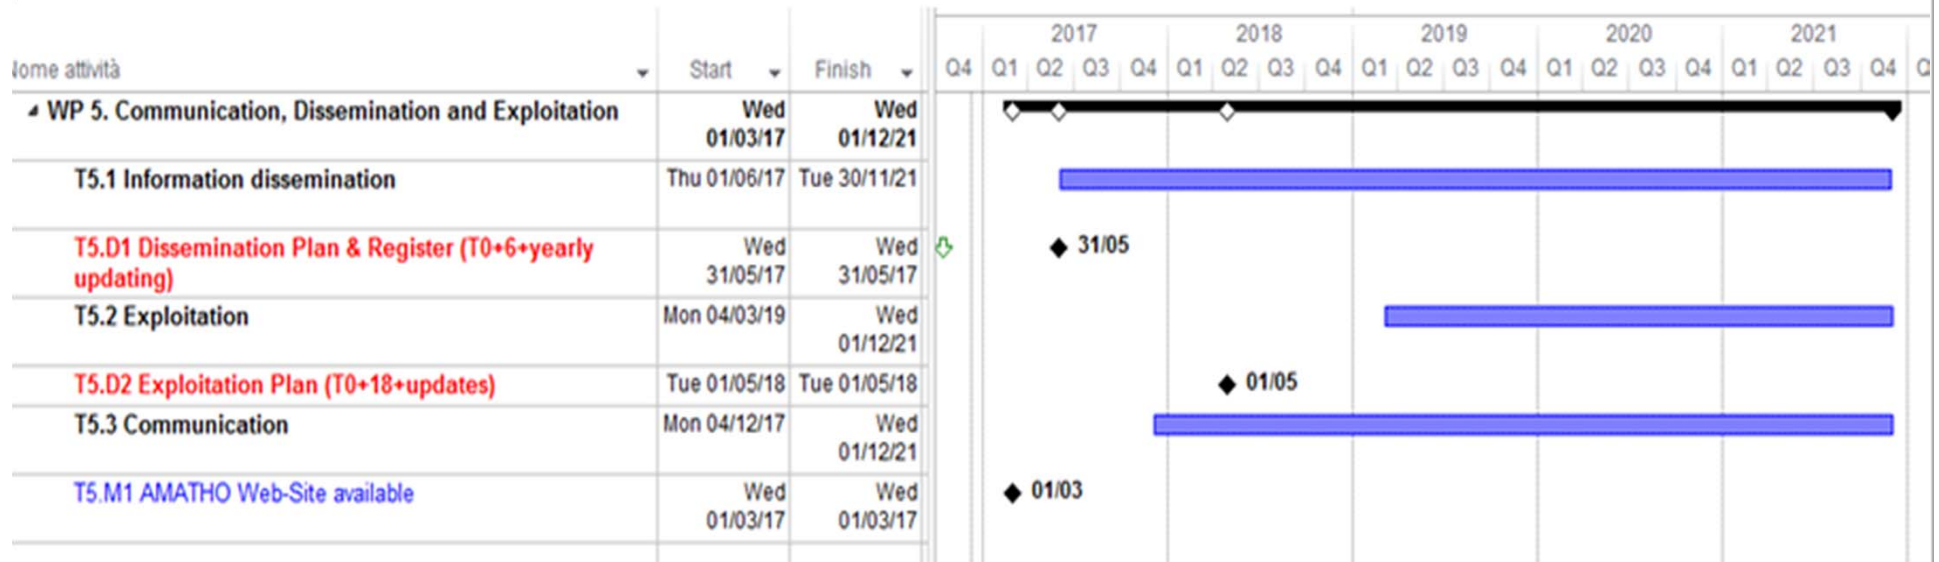 2017 2018 2019 2020 2021
Iome attività Start Finish Q4 Q1 Q2 Q3 Q4 Q1 Q2 Q3 Q4 Q1 Q2 Q3 Q4 Q1 Q2 Q3 Q4 Q1 Q2 Q3 Q4 Q
WP 5. Communication, Dissemination and Exploitation Wed Wed
01/03/17 01/12/21
T5.1 Information dissemination Thu 01/06/17 Tue 30/11/21
T5.D1 Dissemination Plan & Register (T0+6+yearly Wed Wed 31/05
updating) 31/05/17 31/05/17
T5.2 Exploitation Mon 04/03/19 Wed
01/12/21
T5.D2 Exploitation Plan (T0+18+updates) Tue 01/05/18 Tue 01/05/18 01/05
T5.3 Communication Mon 04/12/17 Wed
01/12/21
T5.M1 AMATHO Web-Site available Wed Wed 01/03
01/03/17 01/03/17